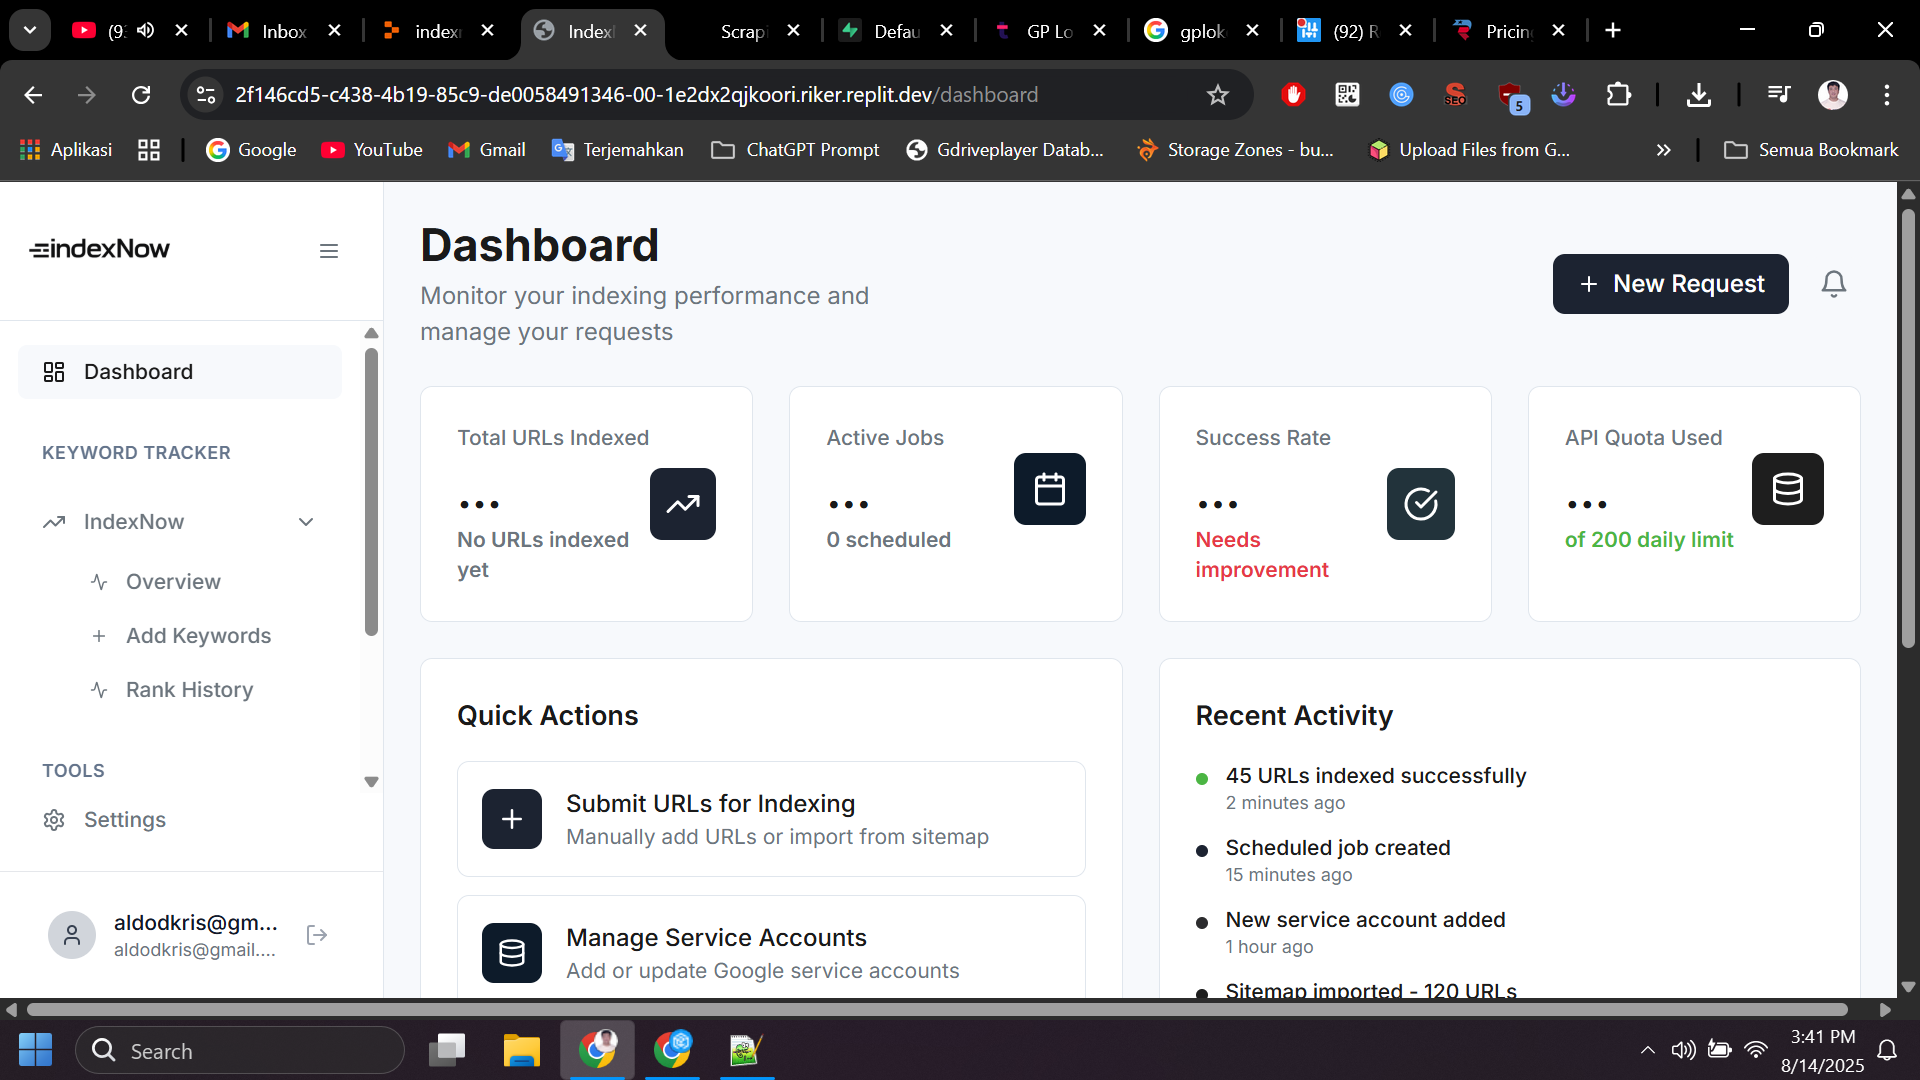 (9
Inbox
index
Index
Scrap
Defau
GP Lo
gplok
(92) R
Pricin
2f146cd5-c438-4b19-85c9-de0058491346-00-1e2dx2qjkoori.riker.replit.dev/dashboard
SEO
5
Aplikasi
Google
YouTube
Gmail
Terjemahkan
ChatGPT Prompt
Gdriveplayer Datab...
Storage Zones - bu...
Upload Files from G...
Semua Bookmark
indexNow
Dashboard
KEYWORD TRACKER
IndexNow
Overview
Add Keywords
Rank History
TOOLS
Settings
aldodkris@gm...
aldodkris@gmail....
Dashboard
Monitor your indexing performance and
manage your requests
New Request
Total URLs Indexed
...
No URLs indexed
yet
Active Jobs
...
0 scheduled
Success Rate
...
Needs
improvement
API Quota Used
...
of 200 daily limit
Quick Actions
Submit URLs for Indexing
Manually add URLs or import from sitemap
Manage Service Accounts
Add or update Google service accounts
Recent Activity
45 URLs indexed successfully
2 minutes ago
Scheduled job created
15 minutes ago
New service account added
1 hour ago
Sitemap imported - 120 URLs
Search
3:41 PM
8/14/2025